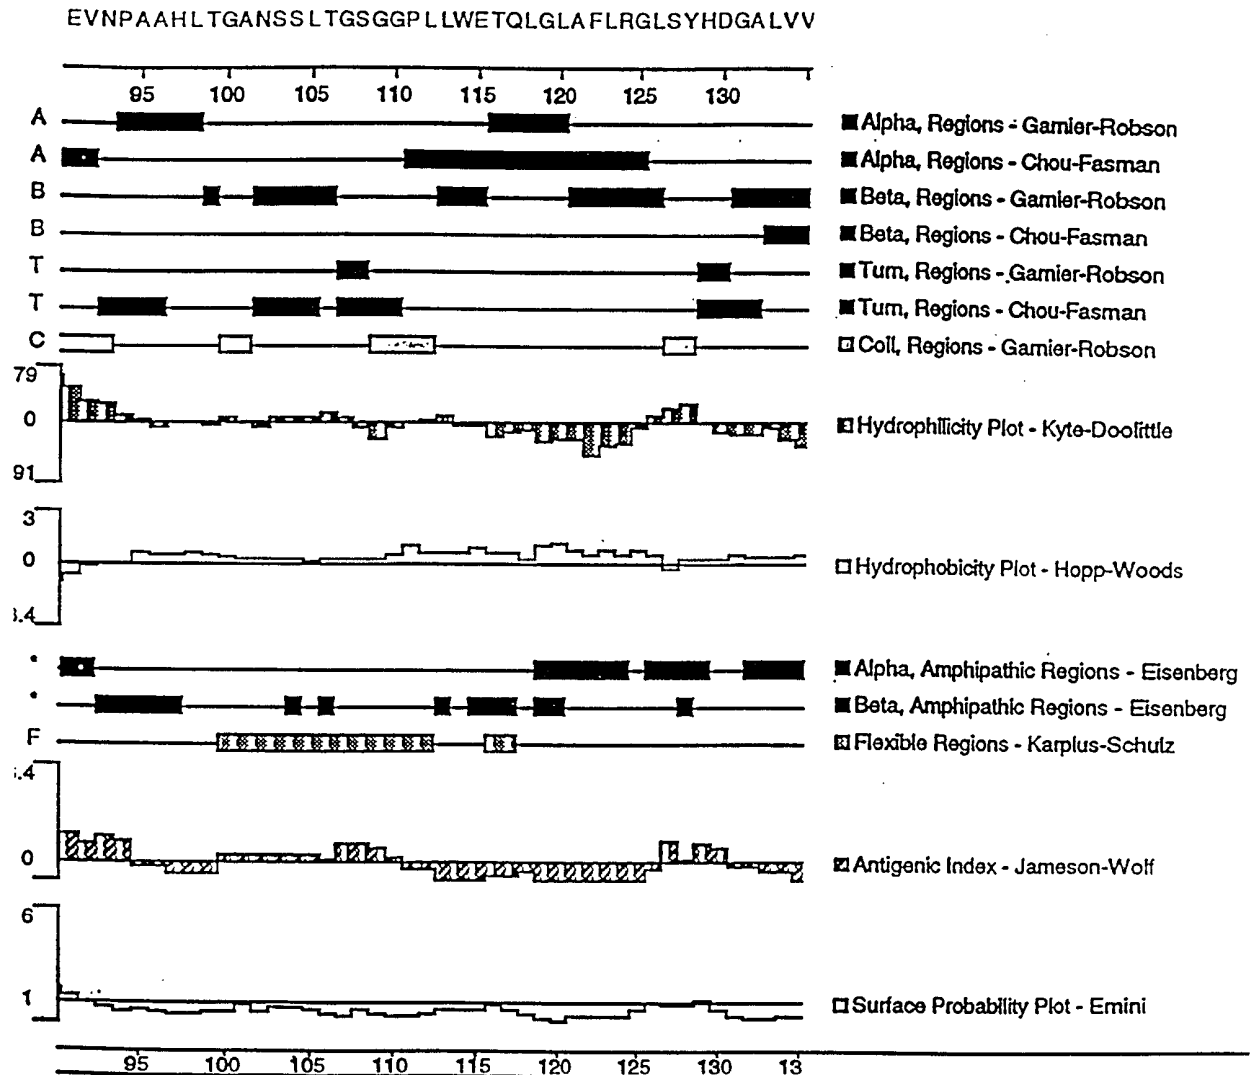 EVNPAAHLTGANSSLTGSGGPLLWETQLGLAFLRGLSYHDGALVV
95 100 105 110 115 120 125 130
A Alpha, Regions - Garnier-Robson
A Alpha, Regions - Chou-Fasman
B Beta, Regions - Garnier-Robson
B Beta, Regions - Chou-Fasman
T Turn, Regions - Garnier-Robson
T Turn, Regions - Chou-Fasman
C Coil, Regions - Garnier-Robson
79
0 Hydrophilicity Plot - Kyte-Doolittle
91
3
0 Hydrophobicity Plot - Hopp-Woods
.4
* Alpha, Amphipathic Regions - Eisenberg
* Beta, Amphipathic Regions - Eisenberg
F Flexible Regions - Karplus-Schulz
.4
0 Antigenic Index - Jameson-Wolf
6
1 Surface Probability Plot - Emini
95 100 105 110 115 120 125 130 13